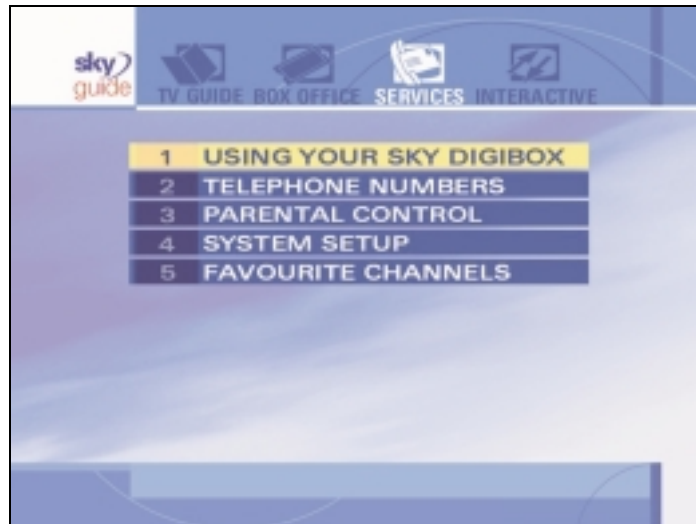 sky
guide
TV GUIDE BOX OFFICE SERVICES INTERACTIVE
1 USING YOUR SKY DIGIBOX
2 TELEPHONE NUMBERS
3 PARENTAL CONTROL
4 SYSTEM SETUP
5 FAVOURITE CHANNELS